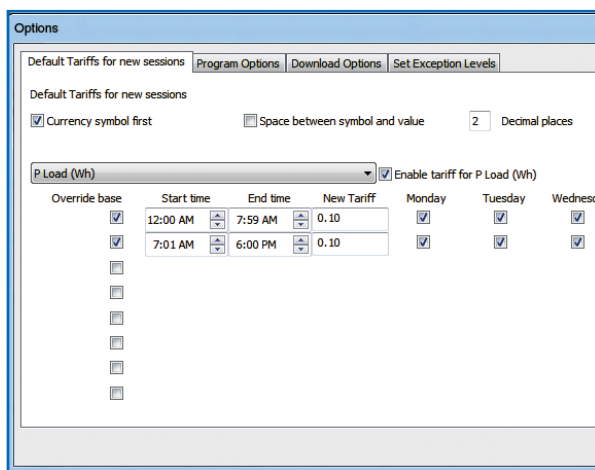 Options
Default Tariffs for new sessions Program Options Download Options Set Exception Levels
Default Tariffs for new sessions
Currency symbol first Space between symbol and value 2 Decimal places
P Load (Wh) Enable tariff for P Load (Wh)
Override base Start time End time New Tariff Monday Tuesday Wednesd
12:00 AM 7:59 AM 0.10
7:01 AM 6:00 PM 0.10